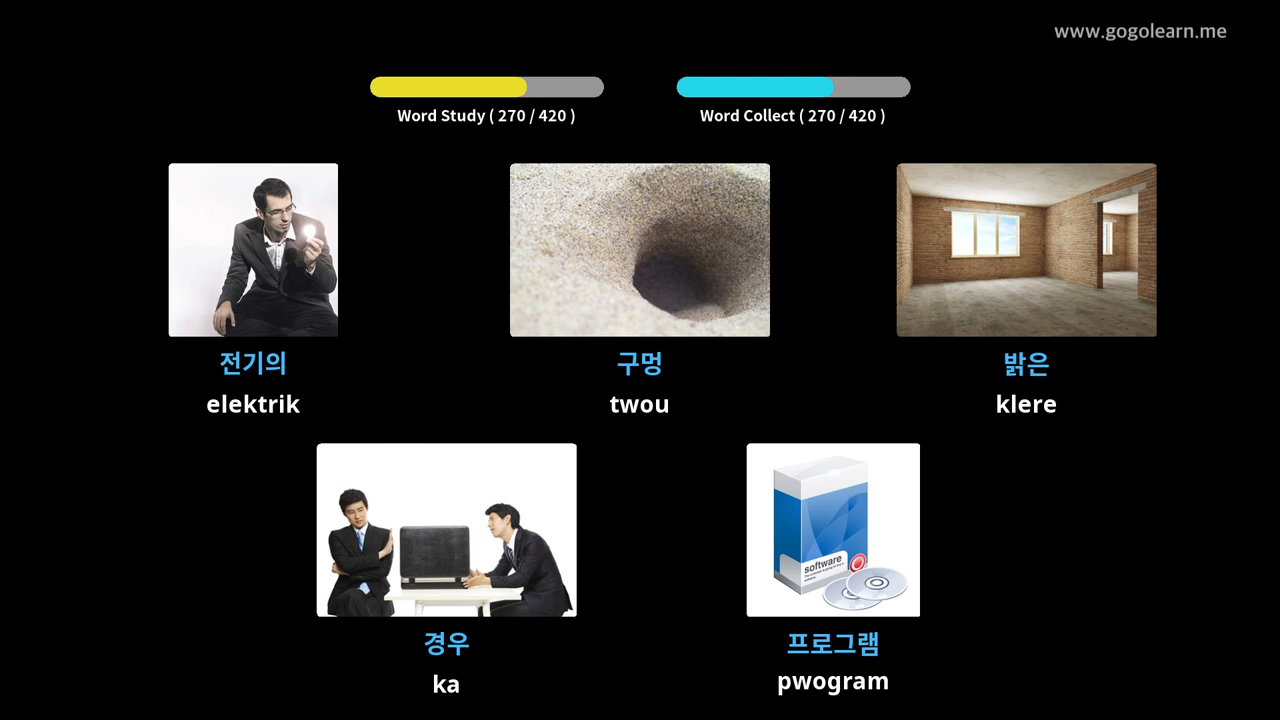 www.gogolearn.me
Word Study ( 270 / 420 )
Word Collect ( 270 / 420 )
전기의
구멍
밝은
elektrik
twou
klere
software
경우
프로그램
ka
pwogram